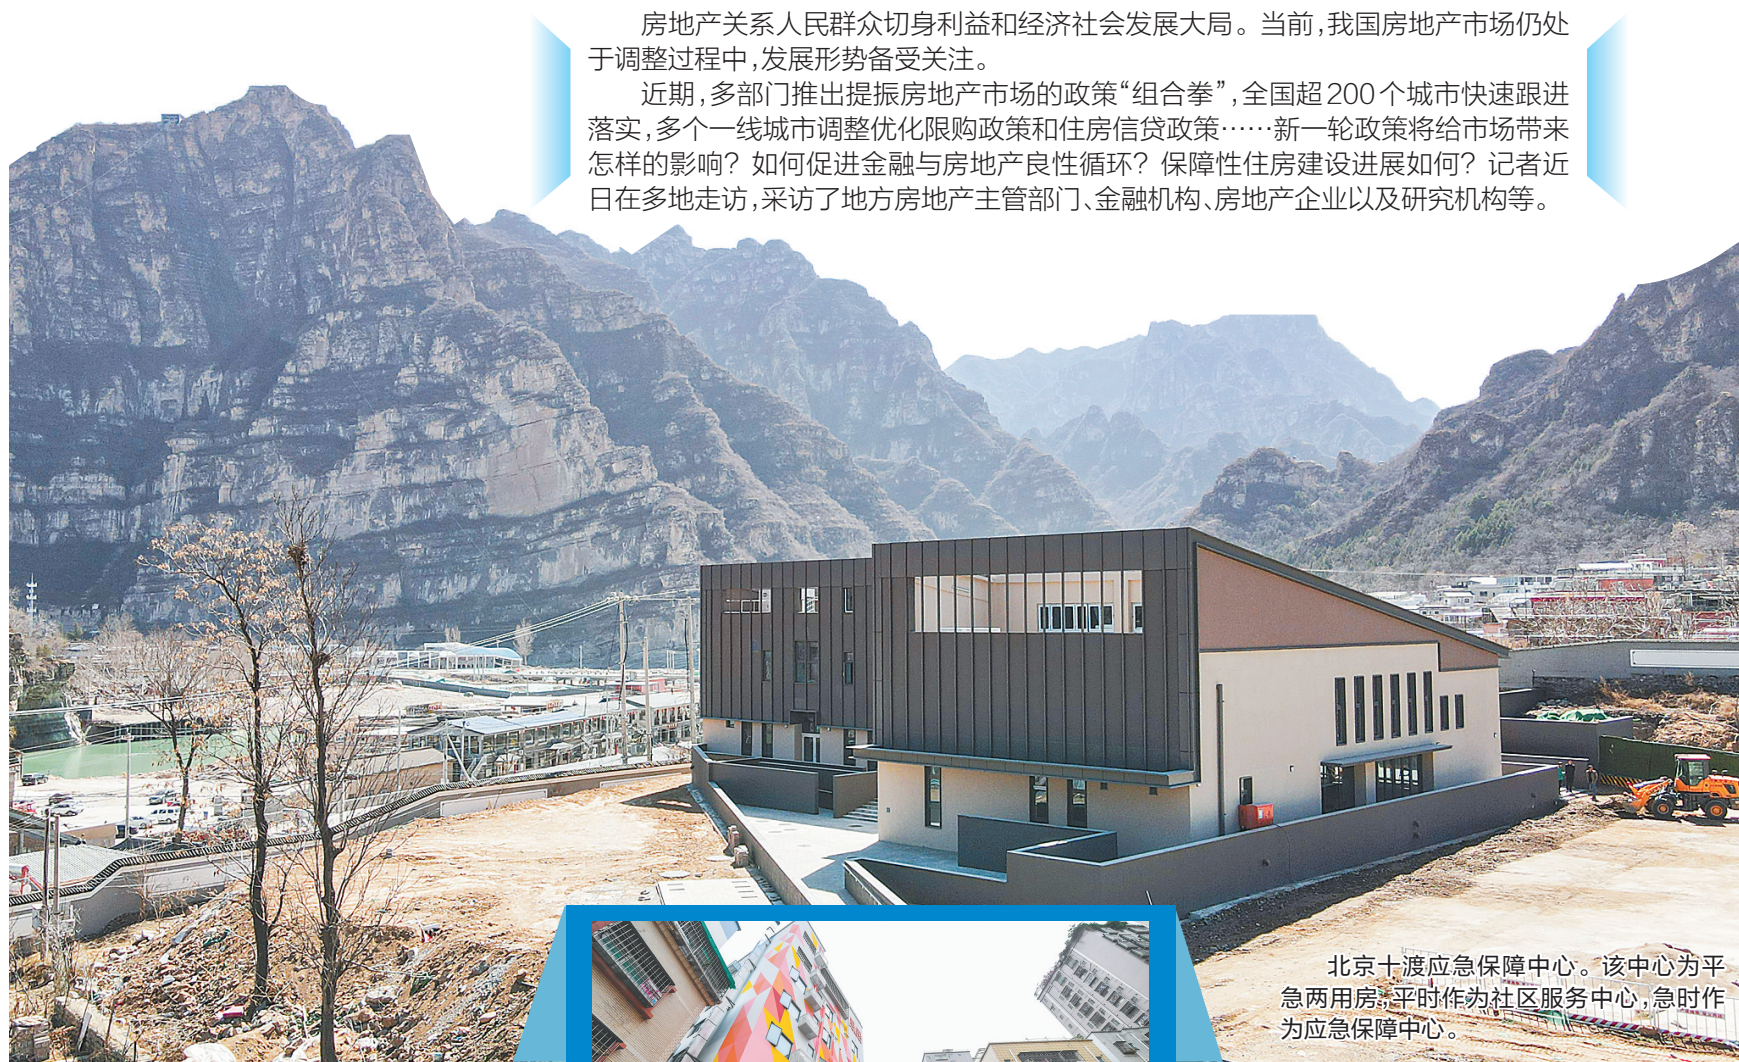 房地产关系人民群众切身利益和经济社会发展大局。当前,我国房地产市场仍处
于调整过程中,发展形势备受关注。
近期,多部门推出提振房地产市场的政策“组合拳”,全国超200个城市快速跟进
落实,多个一线城市调整优化限购政策和住房信贷政策……新一轮政策将给市场带来
怎样的影响？如何促进金融与房地产良性循环？保障性住房建设进展如何？记者近
日在多地走访,采访了地方房地产主管部门、金融机构、房地产企业以及研究机构等。
北京十渡应急保障中心。该中心为平
急两用房,平时作为社区服务中心,急时作
为应急保障中心。